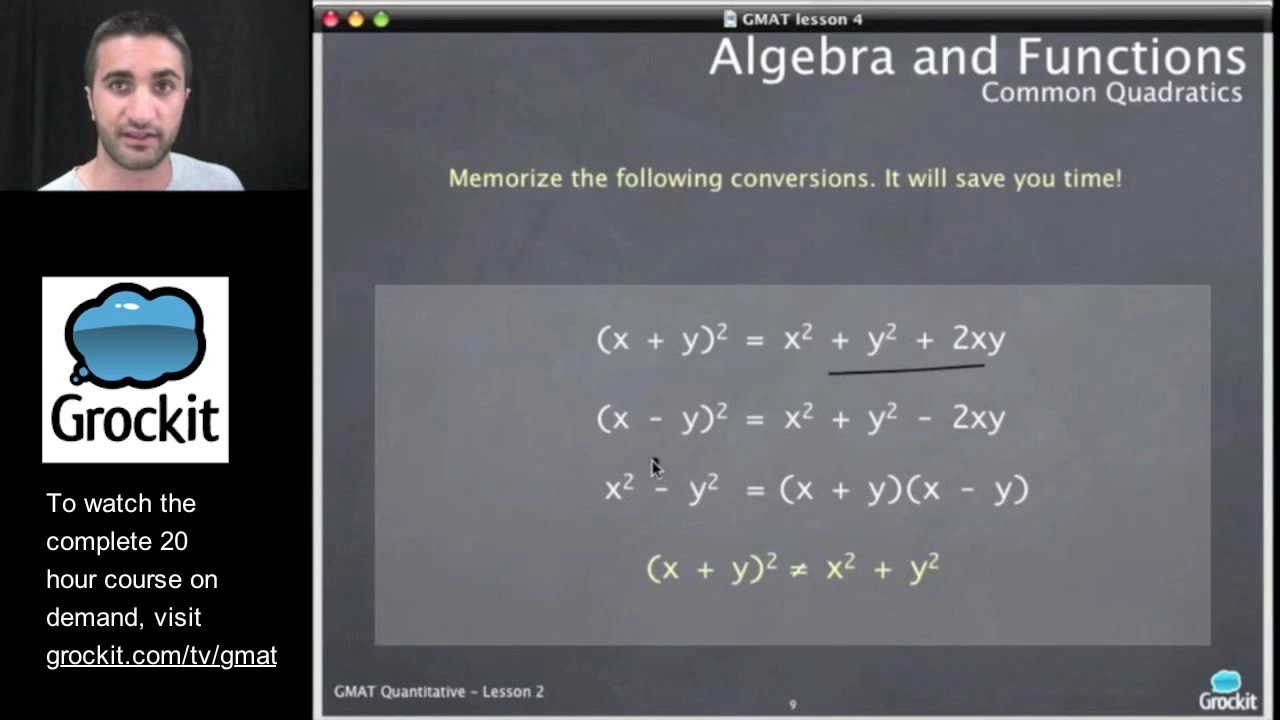 GMAT lesson 4
Algebra and Functions
Common Quadratics
Memorize the following conversions. It will save you time!
(x + y)² = x² + y² + 2xy
(x - y)² = x² + y² - 2xy
x² - y² = (x + y)(x - y)
(x + y)² ≠ x² + y²
GMAT Quantitative - Lesson 2
9
Grockit
Grockit
To watch the
complete 20
hour course on
demand, visit
grockit.com/tv/gmat